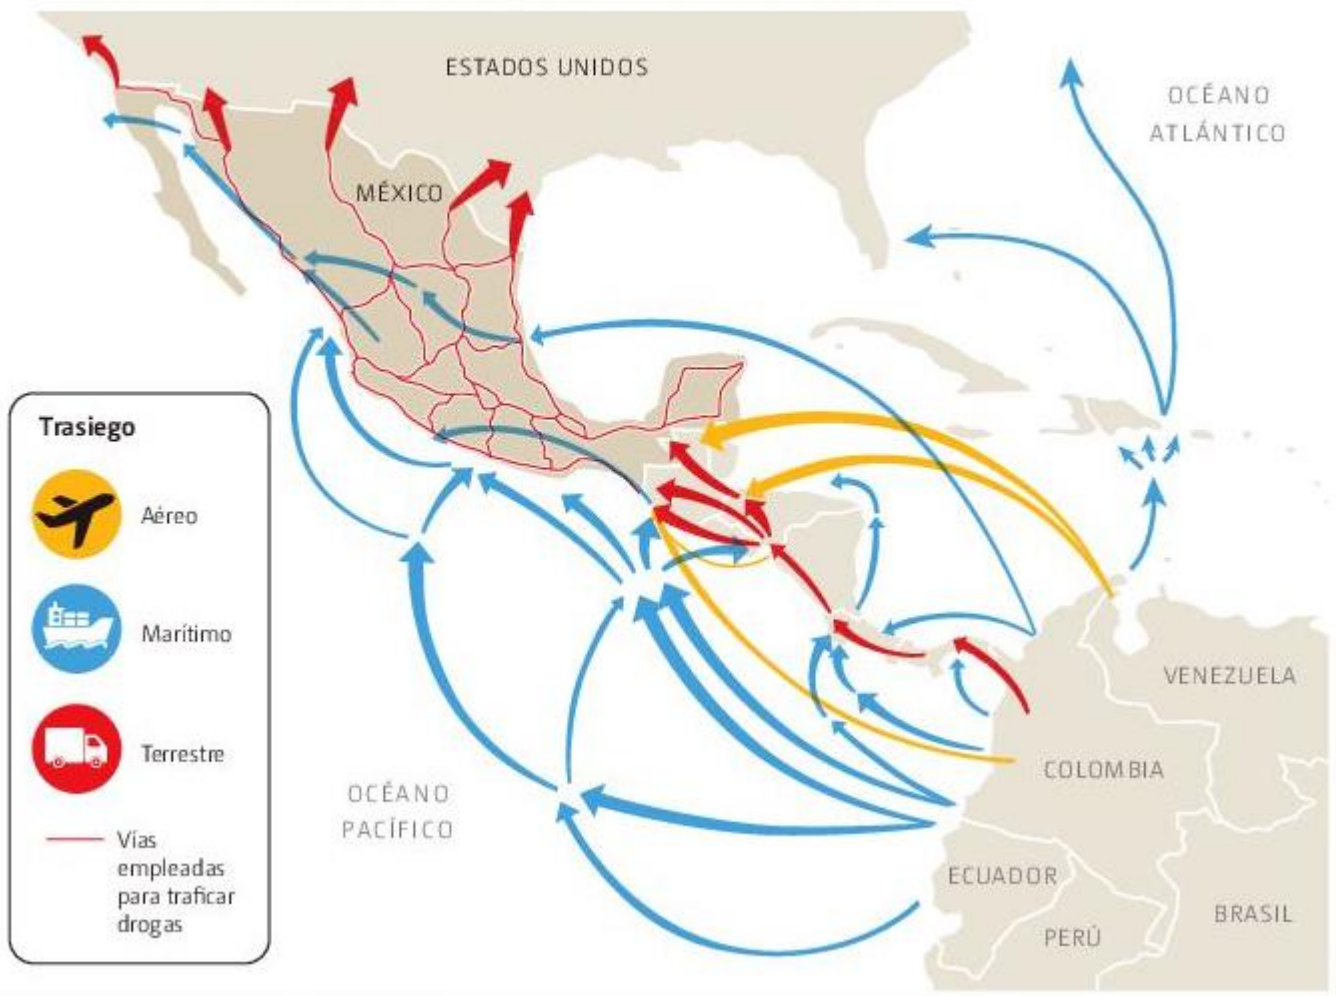 ESTADOS UNIDOS
OCÉANO
ATLÁNTICO
MÉXICO
Trasiego
Aéreo
Marítimo
Terrestre
Vías
empleadas
para traficar
drogas
OCÉANO
PACÍFICO
VENEZUELA
COLOMBIA
ECUADOR
PERÚ
BRASIL